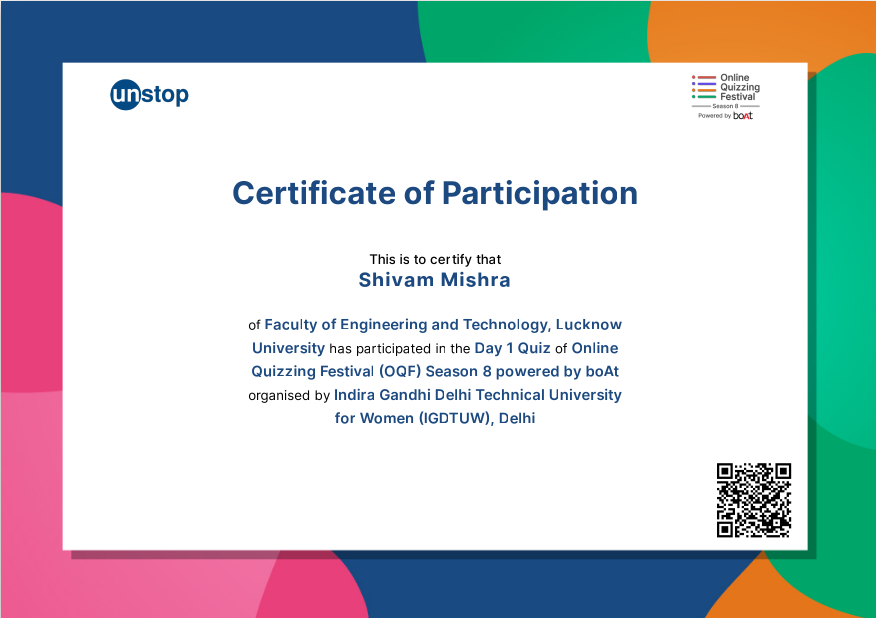 unstop
Online
Quizzing
Festival
Season 8
Powered by boAt
Certificate of Participation
This is to certify that
Shivam Mishra
of Faculty of Engineering and Technology, Lucknow
University has participated in the Day 1 Quiz of Online
Quizzing Festival (OQF) Season 8 powered by boAt
organised by Indira Gandhi Delhi Technical University
for Women (IGDTUW), Delhi